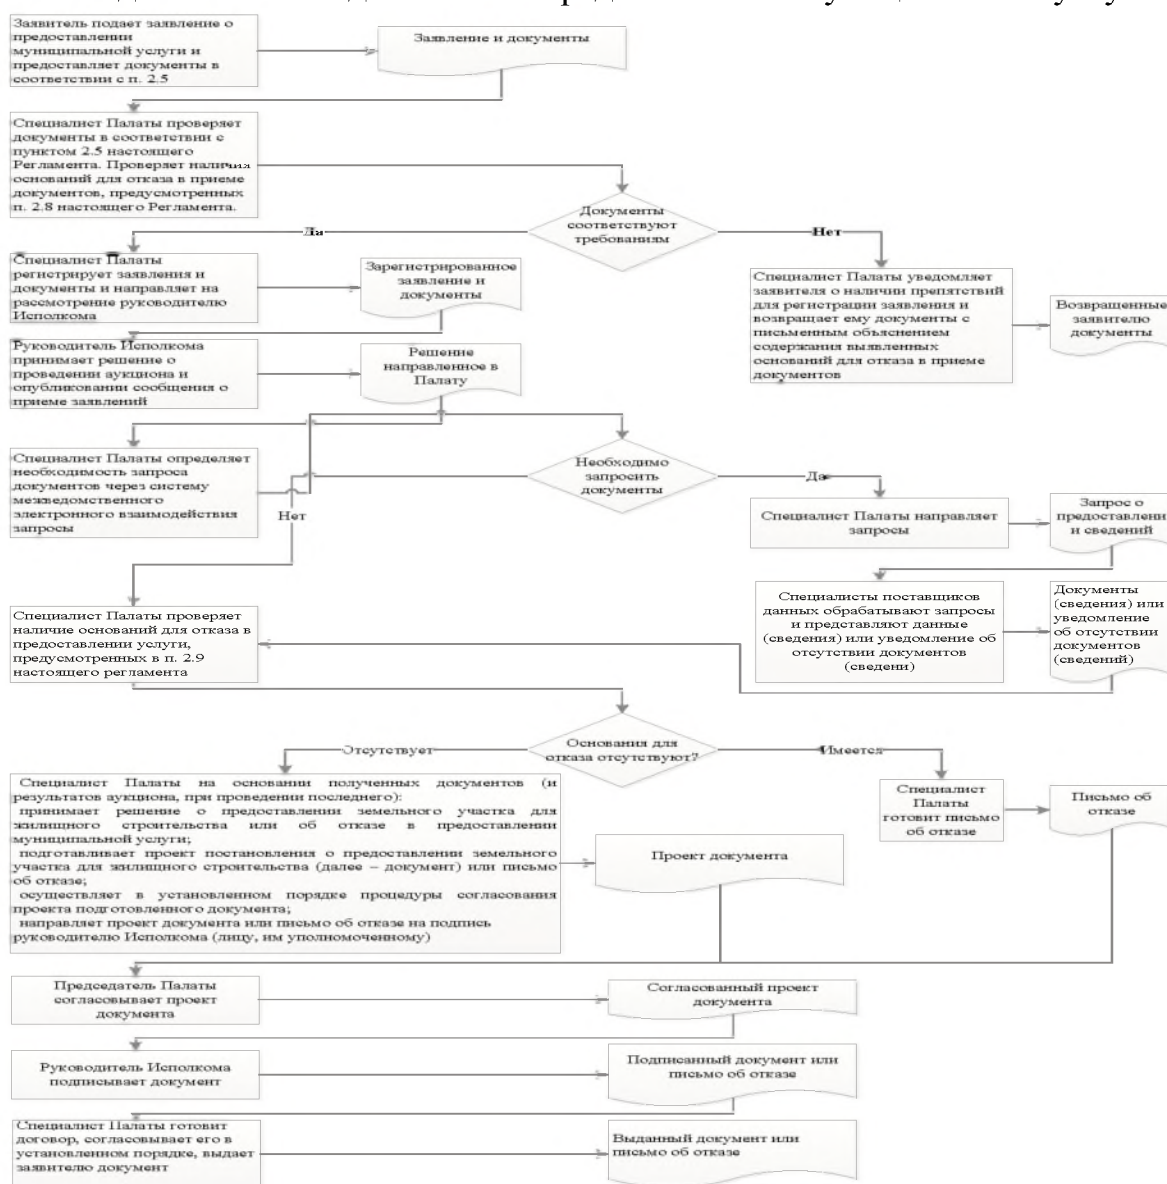 Заявитель подает заявление о
предоставлении
муниципальной услуги и
предоставляет документы в
соответствии с п. 2.5
Заявление и документы
Специалист Палаты проверяет
документы в соответствии с
пунктом 2.5 настоящего
Регламента. Проверяет наличия
оснований для отказа в приеме
документов, предусмотренных
п. 2.8 настоящего Регламента.
Документы
соответствуют
требованиям
Да
Нет
Специалист Палаты
регистрирует заявления и
документы и направляет на
рассмотрение руководителю
Исполкома
Зарегистрированное
заявление и
документы
Специалист Палаты уведомляет
заявителя о наличии препятствий
для регистрации заявления и
возвращает ему документы с
письменным объяснением
содержания выявленных
оснований для отказа в приеме
документов
Возвращенные
заявителю
документы
Руководитель Исполкома
принимает решение о
проведении аукциона и
опубликовании сообщения о
приеме заявлений
Решение
направленное в
Палату
Специалист Палаты определяет
необходимость запроса
документов через систему
межведомственного
электронного взаимодействия
запросы
Необходимо
запросить
документы
Да
Нет
Специалист Палаты направляет
запросы
Запрос о
предоставлени
и сведений
Специалисты поставщиков
данных обрабатывают запросы
и представляют данные
(сведения) или уведомление об
отсутствии документов
(сведени)
Документы
(сведения) или
уведомление
об отсутствии
документов
(сведений)
Специалист Палаты проверяет
наличие оснований для отказа в
предоставлении услуги,
предусмотренных в п. 2.9
настоящего регламента
Основания для
отказа отсутствуют?
Отсутствует
Имеется
Специалист Палаты на основании полученных документов (и
результатов аукциона, при проведении последнего):
принимает решение о предоставлении земельного участка для
жилищного строительства или об отказе в предоставлении
муниципальной услуги;
подготавливает проект постановления о предоставлении земельного
участка для жилищного строительства (далее – документ) или письмо
об отказе;
осуществляет в установленном порядке процедуры согласования
проекта подготовленного документа;
направляет проект документа или письмо об отказе на подпись
руководителю Исполкома (лицу, им уполномоченному)
Проект документа
Специалист
Палаты
готовит письмо
об отказе
Письмо об
отказе
Председатель Палаты
согласовывает проект
документа
Согласованный проект
документа
Руководитель Исполкома
подписывает документ
Подписанный документ или
письмо об отказе
Специалист Палаты готовит
договор, согласовывает его в
установленном порядке, выдает
заявителю документ
Выданный документ или
письмо об отказе